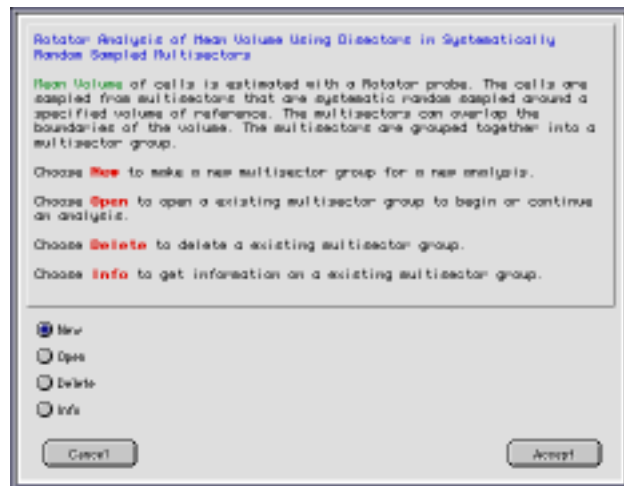 Rotator Analysis of Mean Volume Using Disectors in Systematically
Random Sampled Multisectors
Mean Volume of cells is estimated with a Rotator probe. The cells are
sampled from multisectors that are systematic random sampled around a
specified volume of reference. The multisectors can overlap the
boundaries of the volume. The multisectors are grouped together into a
multisector group.
Choose New to make a new multisector group for a new analysis.
Choose Open to open a existing multisector group to begin or continue
an analysis.
Choose Delete to delete a existing multisector group.
Choose Info to get information on a existing multisector group.
New
Open
Delete
Info
Cancel
Accept